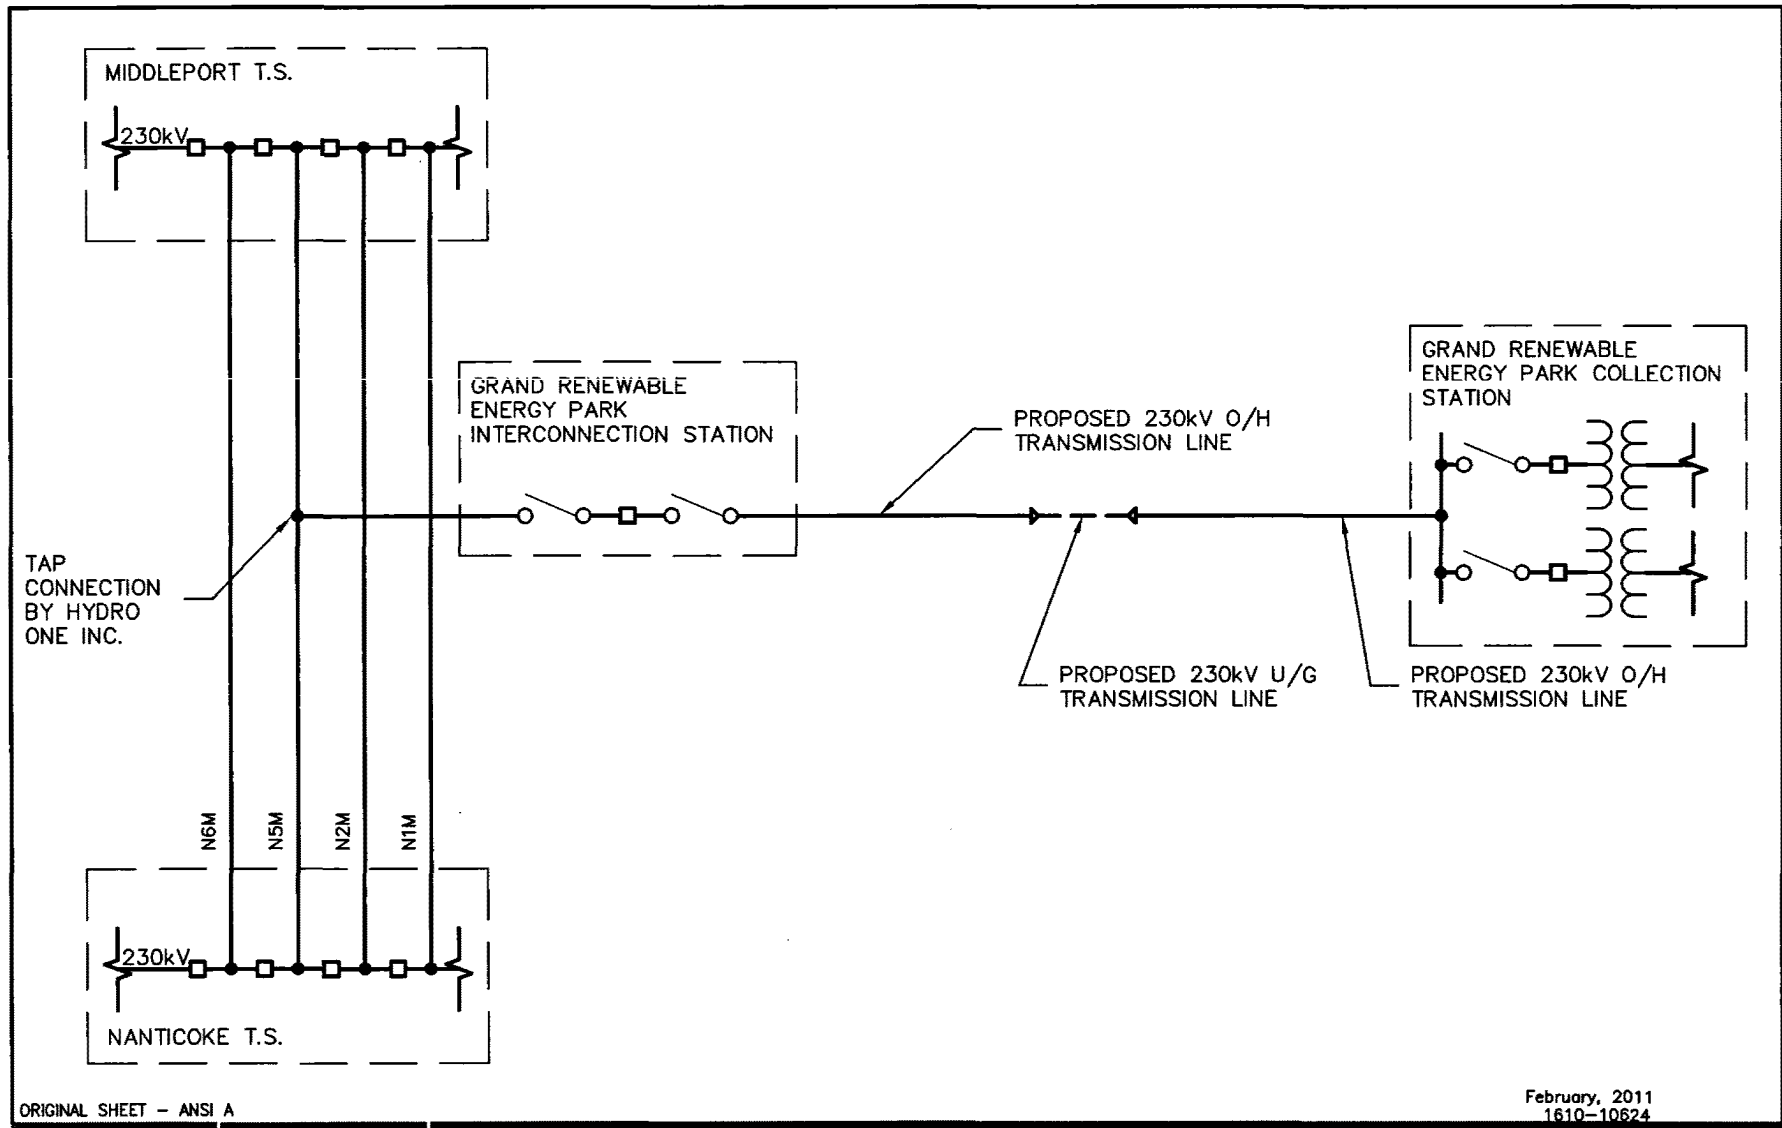 MIDDLEPORT T.S.
230kV
GRAND RENEWABLE
ENERGY PARK COLLECTION
STATION
GRAND RENEWABLE
ENERGY PARK
INTERCONNECTION STATION
PROPOSED 230kV O/H
TRANSMISSION LINE
TAP
CONNECTION
BY HYDRO
ONE INC.
PROPOSED 230kV U/G
TRANSMISSION LINE
PROPOSED 230kV O/H
TRANSMISSION LINE
N6M
N5M
N2M
N1M
230kV
NANTICOKE T.S.
ORIGINAL SHEET - ANSI A
February, 2011
1610-10624